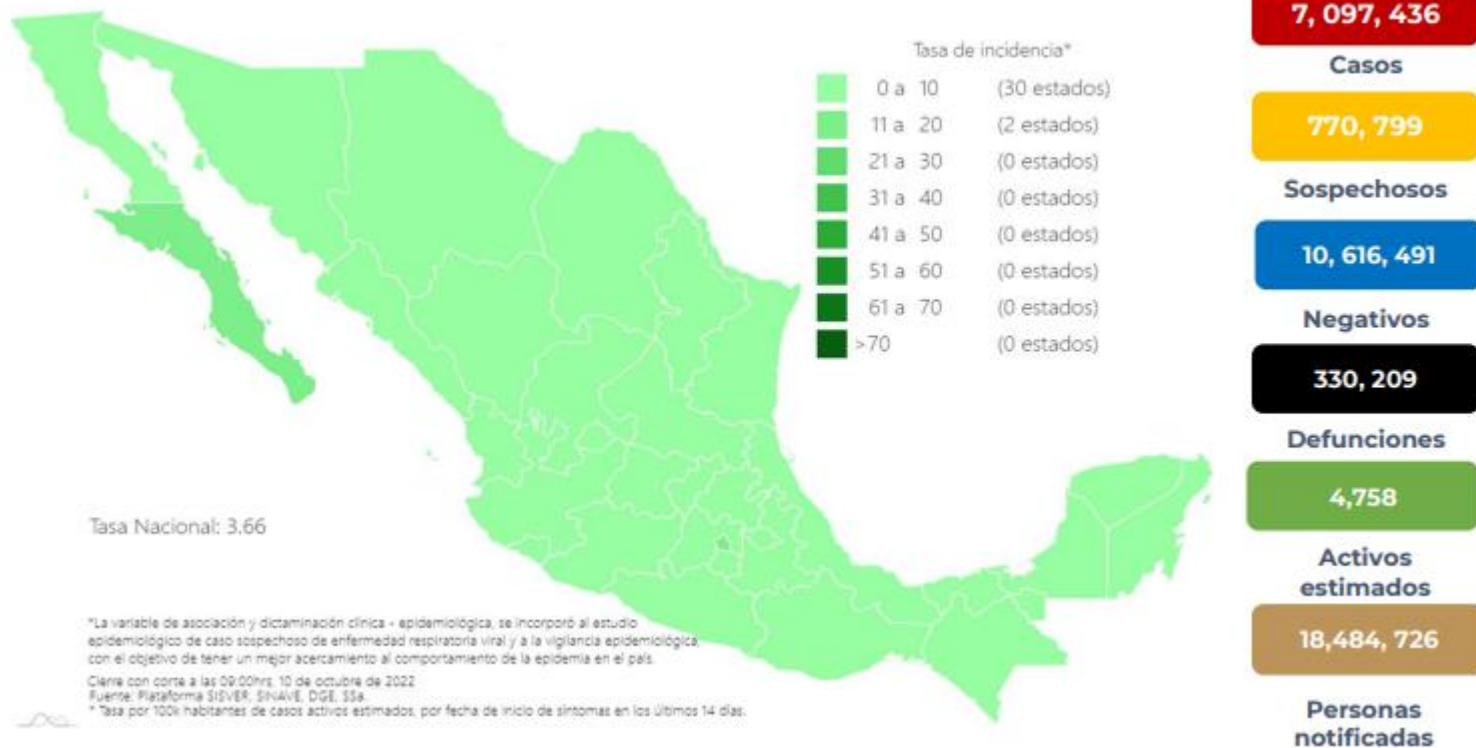 Tasa de incidencia*
0 a 10 (30 estados)
11 a 20 (2 estados)
21 a 30 (0 estados)
31 a 40 (0 estados)
41 a 50 (0 estados)
51 a 60 (0 estados)
61 a 70 (0 estados)
>70 (0 estados)
Tasa Nacional: 3.66
*La variable de asociación y dictaminación clínica - epidemiológica, se incorporó al estudio
epidemiológico de caso sospechoso de enfermedad respiratoria viral y a la vigilancia epidemiológica,
con el objetivo de tener un mejor acercamiento al comportamiento de la epidemia en el país.
Cierre con corte a las 09:00hrs, 10 de octubre de 2022
Fuente: Plataforma SISVER, SINAVE, DGE, SSa.
* Tasa por 100k habitantes de casos activos estimados, por fecha de inicio de síntomas en los últimos 14 días.
7, 097, 436
Casos
770, 799
Sospechosos
10, 616, 491
Negativos
330, 209
Defunciones
4,758
Activos
estimados
18,484, 726
Personas
notificadas